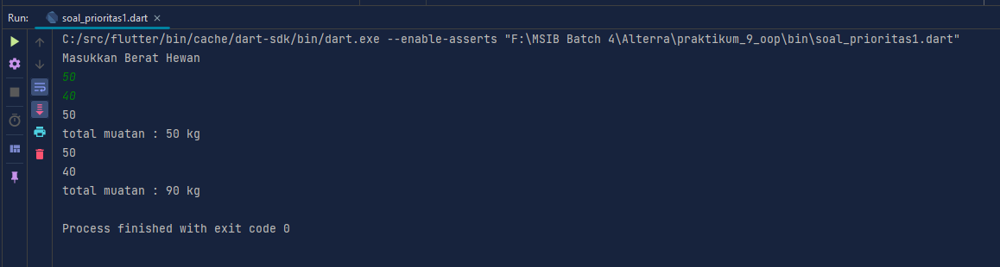 Run: soal_prioritas1.dart ×
C:/src/flutter/bin/cache/dart-sdk/bin/dart.exe --enable-asserts "F:\MSIB Batch 4\Alterra\praktikum_9_oop\bin\soal_prioritas1.dart"
Masukkan Berat Hewan
50
40
50
total muatan : 50 kg
50
40
total muatan : 90 kg
Process finished with exit code 0